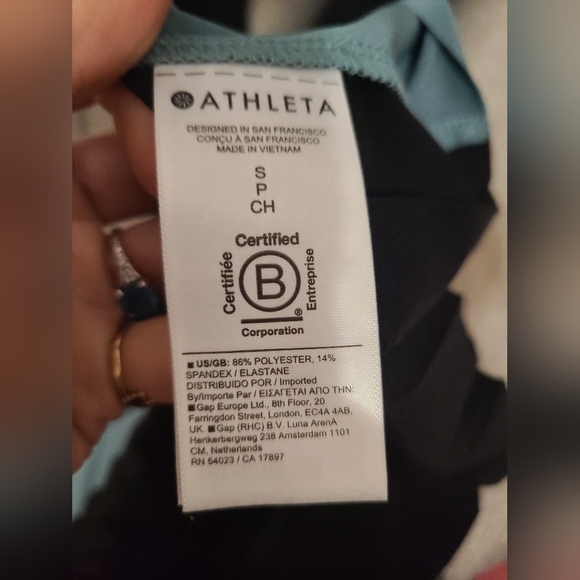 ATHLETA
DESIGNED IN SAN FRANCISCO
CONÇU À SAN FRANCISCO
MADE IN VIETNAM
S
P
CH
Certified
Certifiée
B
Entreprise
®
Corporation
■ US/GB: 86% POLYESTER, 14%
SPANDEX / ELASTANE
DISTRIBUIDO POR / Imported
By/Importe Par / ΕΙΣΑΓΕΤΑΙ ΑΠΟ ΤΗΝ:
■ Gap Europe Ltd., 8th Floor, 20
Farringdon Street, London, EC4A 4AB,
UK. ■ Gap (RHC) B.V. Luna ArenA
Herikerbergweg 238 Amsterdam 1101
CM, Netherlands
RN 54023 / CA 17897